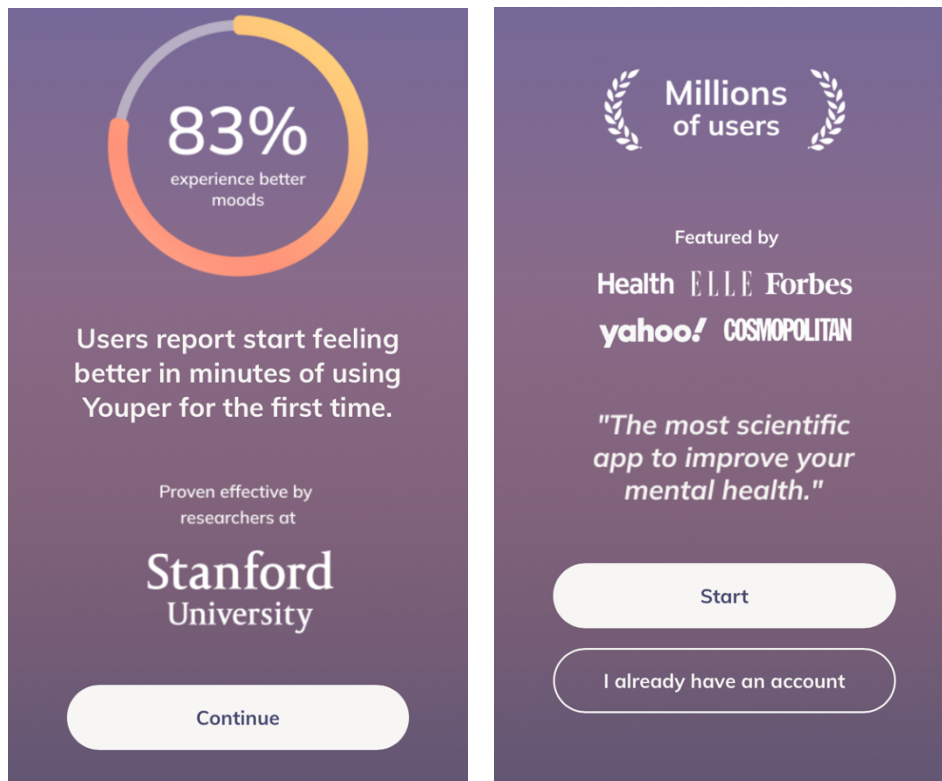 83%
experience better
moods
Users report start feeling
better in minutes of using
Youper for the first time.
Proven effective by
researchers at
Stanford
University
Continue
Millions
of users
Featured by
Health ELLE Forbes
yahoo! COSMOPOLITAN
"The most scientific
app to improve your
mental health."
Start
I already have an account